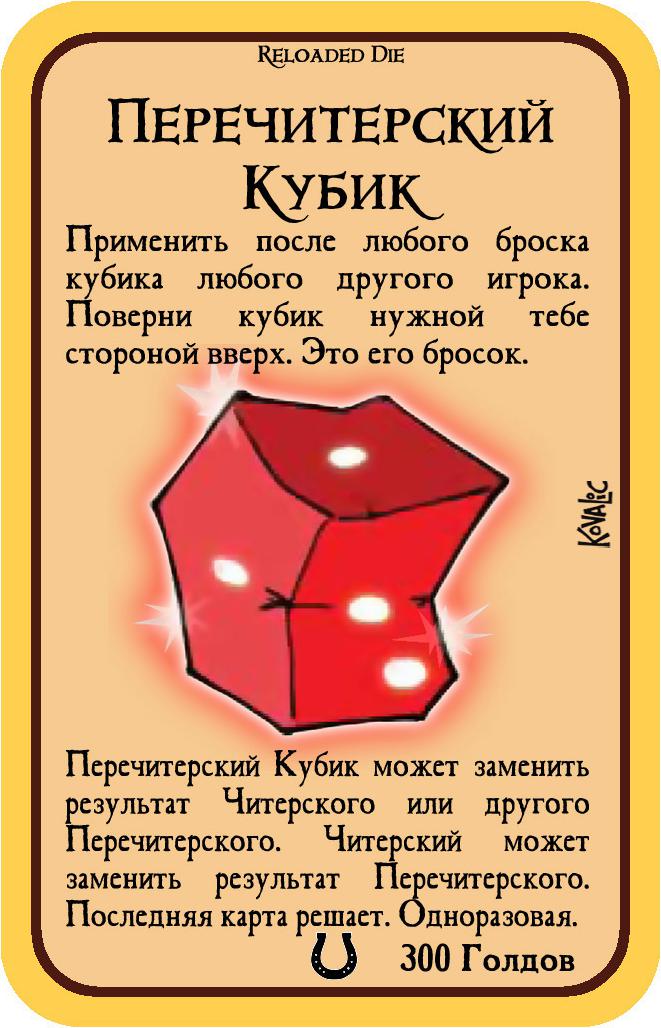 Reloaded Die
Перечитерский
Кубик
Применить после любого броска
кубика любого другого игрока.
Поверни кубик нужной тебе
стороной вверх. Это его бросок.
Kovalic
Перечитерский Кубик может заменить
результат Читерского или другого
Перечитерского. Читерский может
заменить результат Перечитерского.
Последняя карта решает. Одноразовая.
300 Голдов